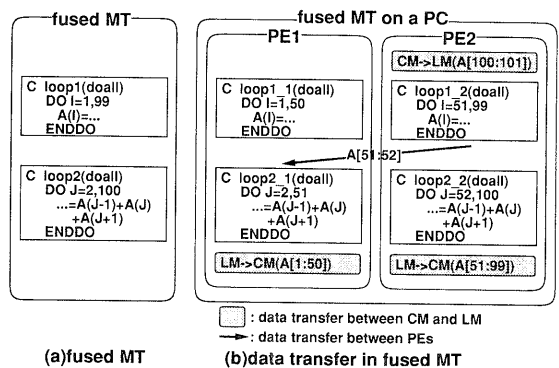 fused MT
C loop1(doall)
DO I=1,99
A(I)=...
ENDDO
C loop2(doall)
DO J=2,100
...=A(J-1)+A(J)
+A(J+1)
ENDDO
(a)fused MT
fused MT on a PC
PE1
C loop1_1(doall)
DO I=1,50
A(I)=...
ENDDO
C loop2_1(doall)
DO J=2,51
...=A(J-1)+A(J)
+A(J+1)
ENDDO
LM->CM(A[1:50])
A[51:52]
PE2
CM->LM(A[100:101])
C loop1_2(doall)
DO I=51,99
A(I)=...
ENDDO
C loop2_2(doall)
DO J=52,100
...=A(J-1)+A(J)
+A(J+1)
ENDDO
LM->CM(A[51:99])
: data transfer between CM and LM
: data transfer between PEs
(b)data transfer in fused MT